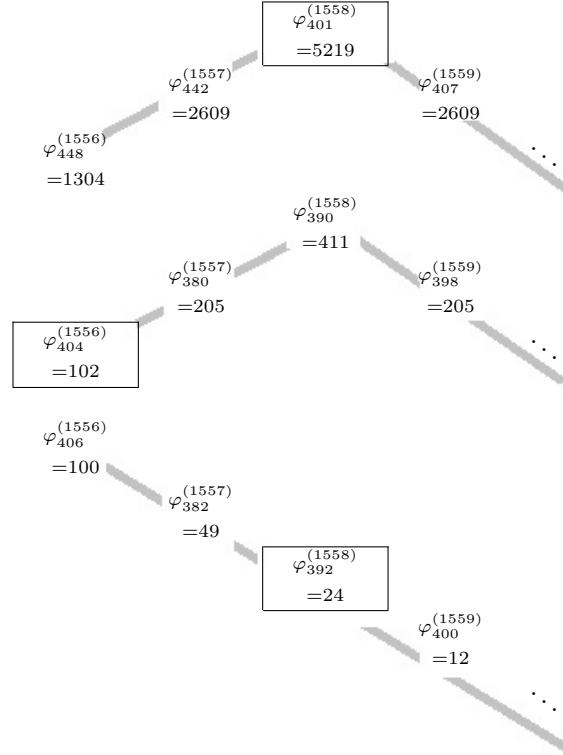 φ_{401}^{(1558)}
=5219
φ_{442}^{(1557)}
=2609
φ_{407}^{(1559)}
=2609
φ_{448}^{(1556)}
=1304
⋱
φ_{390}^{(1558)}
=411
φ_{380}^{(1557)}
=205
φ_{398}^{(1559)}
=205
φ_{404}^{(1556)}
=102
⋱
φ_{406}^{(1556)}
=100
φ_{382}^{(1557)}
=49
φ_{392}^{(1558)}
=24
φ_{400}^{(1559)}
=12
⋱